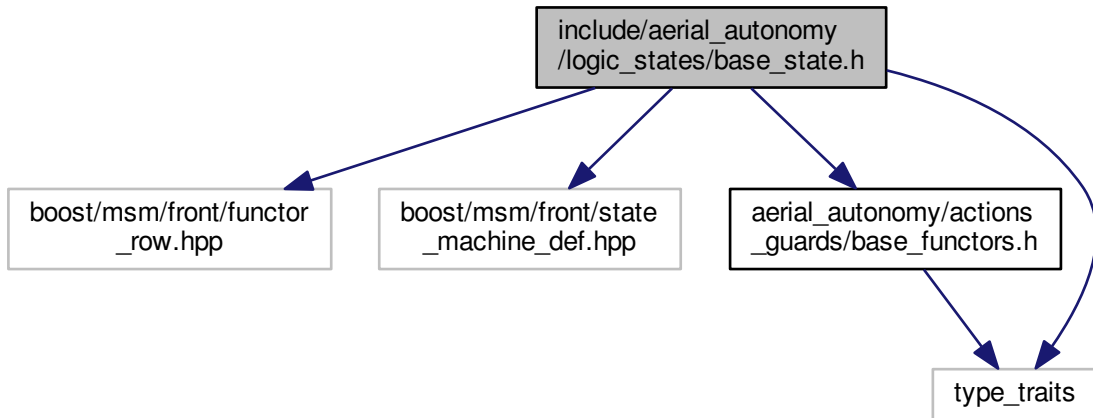 include/aerial_autonomy
/logic_states/base_state.h
boost/msm/front/functor
_row.hpp
boost/msm/front/state
_machine_def.hpp
aerial_autonomy/actions
_guards/base_functors.h
type_traits